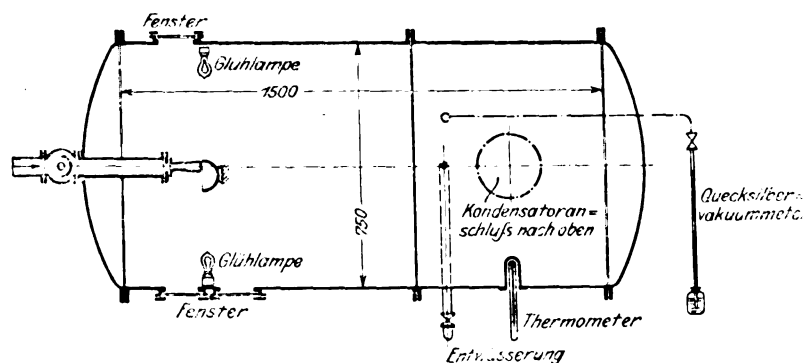 Fenster
Glühlampe
1500
750
Kondensatoran=
schluß nach oben
Quecksilber=
vakuummeter
Glühlampe
Fenster
Thermometer
Entwässerung